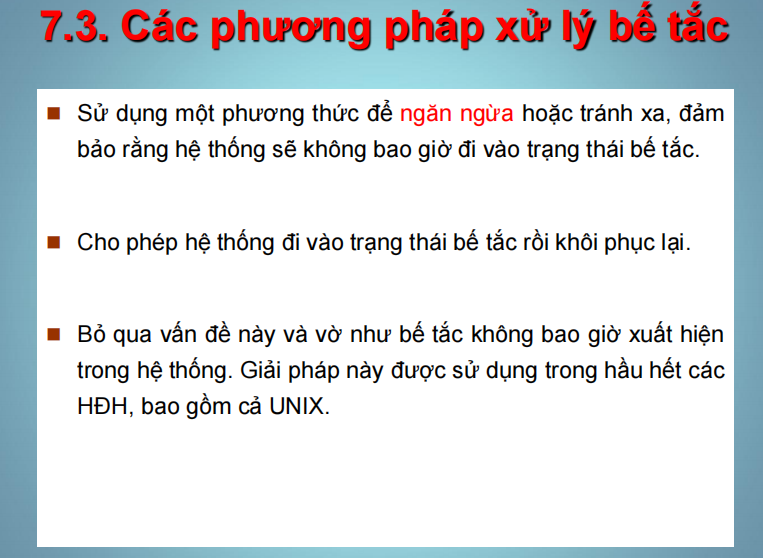 7.3. Các phương pháp xử lý bế tắc
Sử dụng một phương thức để ngăn ngừa hoặc tránh xa, đảm
bảo rằng hệ thống sẽ không bao giờ đi vào trạng thái bế tắc.
Cho phép hệ thống đi vào trạng thái bế tắc rồi khôi phục lại.
Bỏ qua vấn đề này và vờ như bế tắc không bao giờ xuất hiện
trong hệ thống. Giải pháp này được sử dụng trong hầu hết các
HĐH, bao gồm cả UNIX.